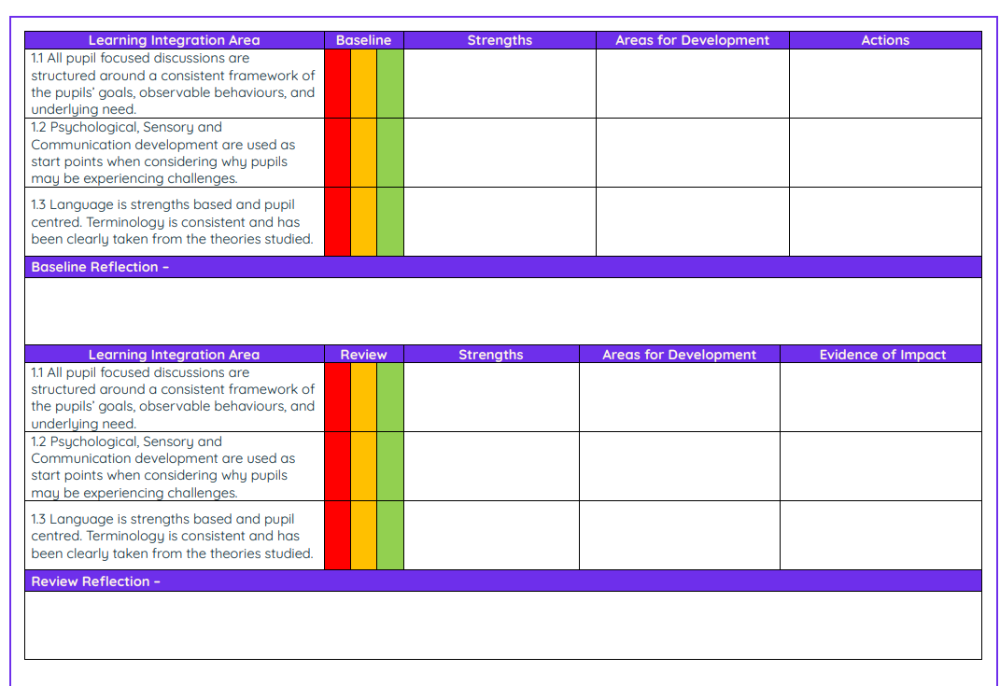 Learning Integration Area Baseline Strengths Areas for Development Actions
1.1 All pupil focused discussions are
structured around a consistent framework of
the pupils' goals, observable behaviours, and
underlying need.
1.2 Psychological, Sensory and
Communication development are used as
start points when considering why pupils
may be experiencing challenges.
1.3 Language is strengths based and pupil
centred. Terminology is consistent and has
been clearly taken from the theories studied.
Baseline Reflection –
Learning Integration Area Review Strengths Areas for Development Evidence of Impact
1.1 All pupil focused discussions are
structured around a consistent framework of
the pupils' goals, observable behaviours, and
underlying need.
1.2 Psychological, Sensory and
Communication development are used as
start points when considering why pupils
may be experiencing challenges.
1.3 Language is strengths based and pupil
centred. Terminology is consistent and has
been clearly taken from the theories studied.
Review Reflection –